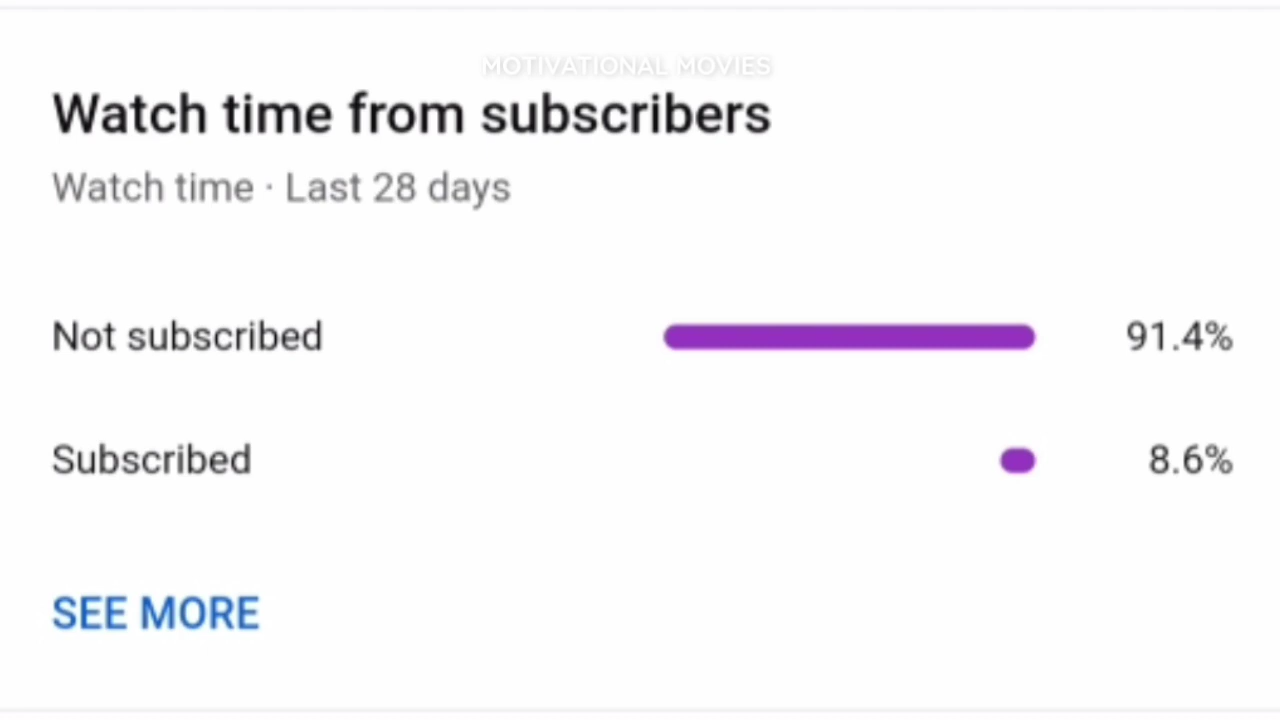 MOTIVATIONAL MOVIES
Watch time from subscribers
Watch time · Last 28 days
Not subscribed 91.4%
Subscribed 8.6%
SEE MORE